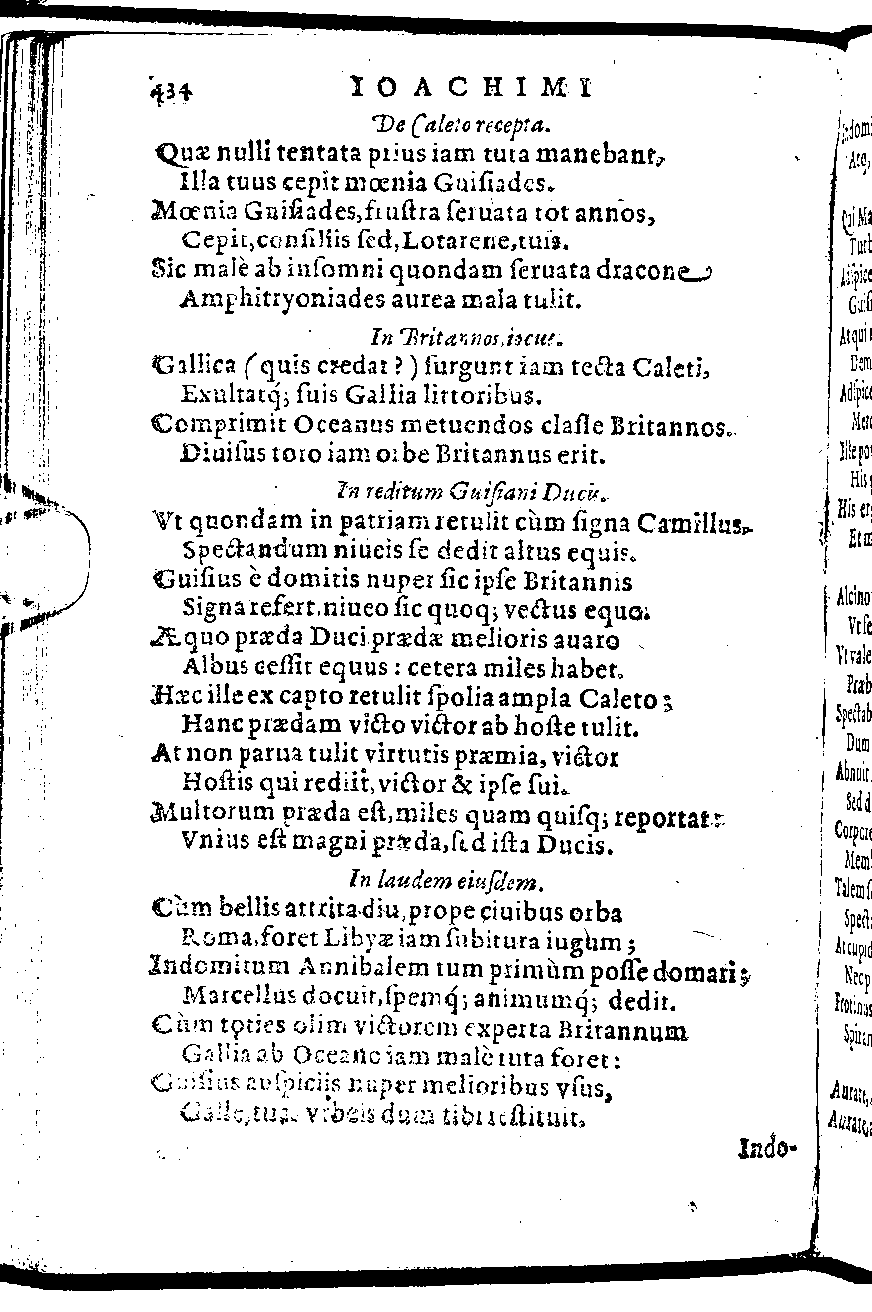 434 IOACHIMI
De Caleto recepta.
Quæ nulli tentata prius iam tuta manebant,
Illa tuus cepit mœnia Guisiades.
Mœnia Guisiades, frustra seruata tot annos,
Cepit, consiliis sed, Lotarene, tuis.
Sic malè ab insomni quondam seruata dracone
Amphitryoniades aurea mala tulit.
In Britannos, iocus.
Gallica (quis credat?) surgunt iam tecta Caleti,
Exultatq́; suis Gallia littoribus.
Comprimit Oceanus metuendos classe Britannos.
Diuisus toto iam orbe Britannus erit.
In reditum Guisiani Ducis.
Vt quondam in patriam retulit cùm signa Camillus,
Spectandum niueis se dedit altus equis.
Guisius è domitis nuper sic ipse Britannis
Signa refert, niueo sic quoq; vectus equo.
Æquo præda Duci prædæ melioris auaro
Albus cessit equus: cetera miles habet.
Hæc ille ex capto retulit spolia ampla Caleto;
Hanc prædam victo victor ab hoste tulit.
At non parua tulit virtutis præmia, victor
Hostis qui rediit, victor & ipse sui.
Multorum præda est, miles quam quisq; reportat:
Vnius est magni præda, sed ista Ducis.
In laudem eiusdem.
Cùm bellis attrita diu, prope ciuibus orba
Roma, foret Libyæ iam subitura iugum;
Indomitum Annibalem tum primùm posse domari;
Marcellus docuit, spemq́; animumq́; dedit.
Cùm toties olim victorem experta Britannum
Gallia ab Oceano iam malè tuta foret:
Guisius auspiciis nuper melioribus vsus,
Galle, tuæ vrbeis dum tibi restituit,
Indo-